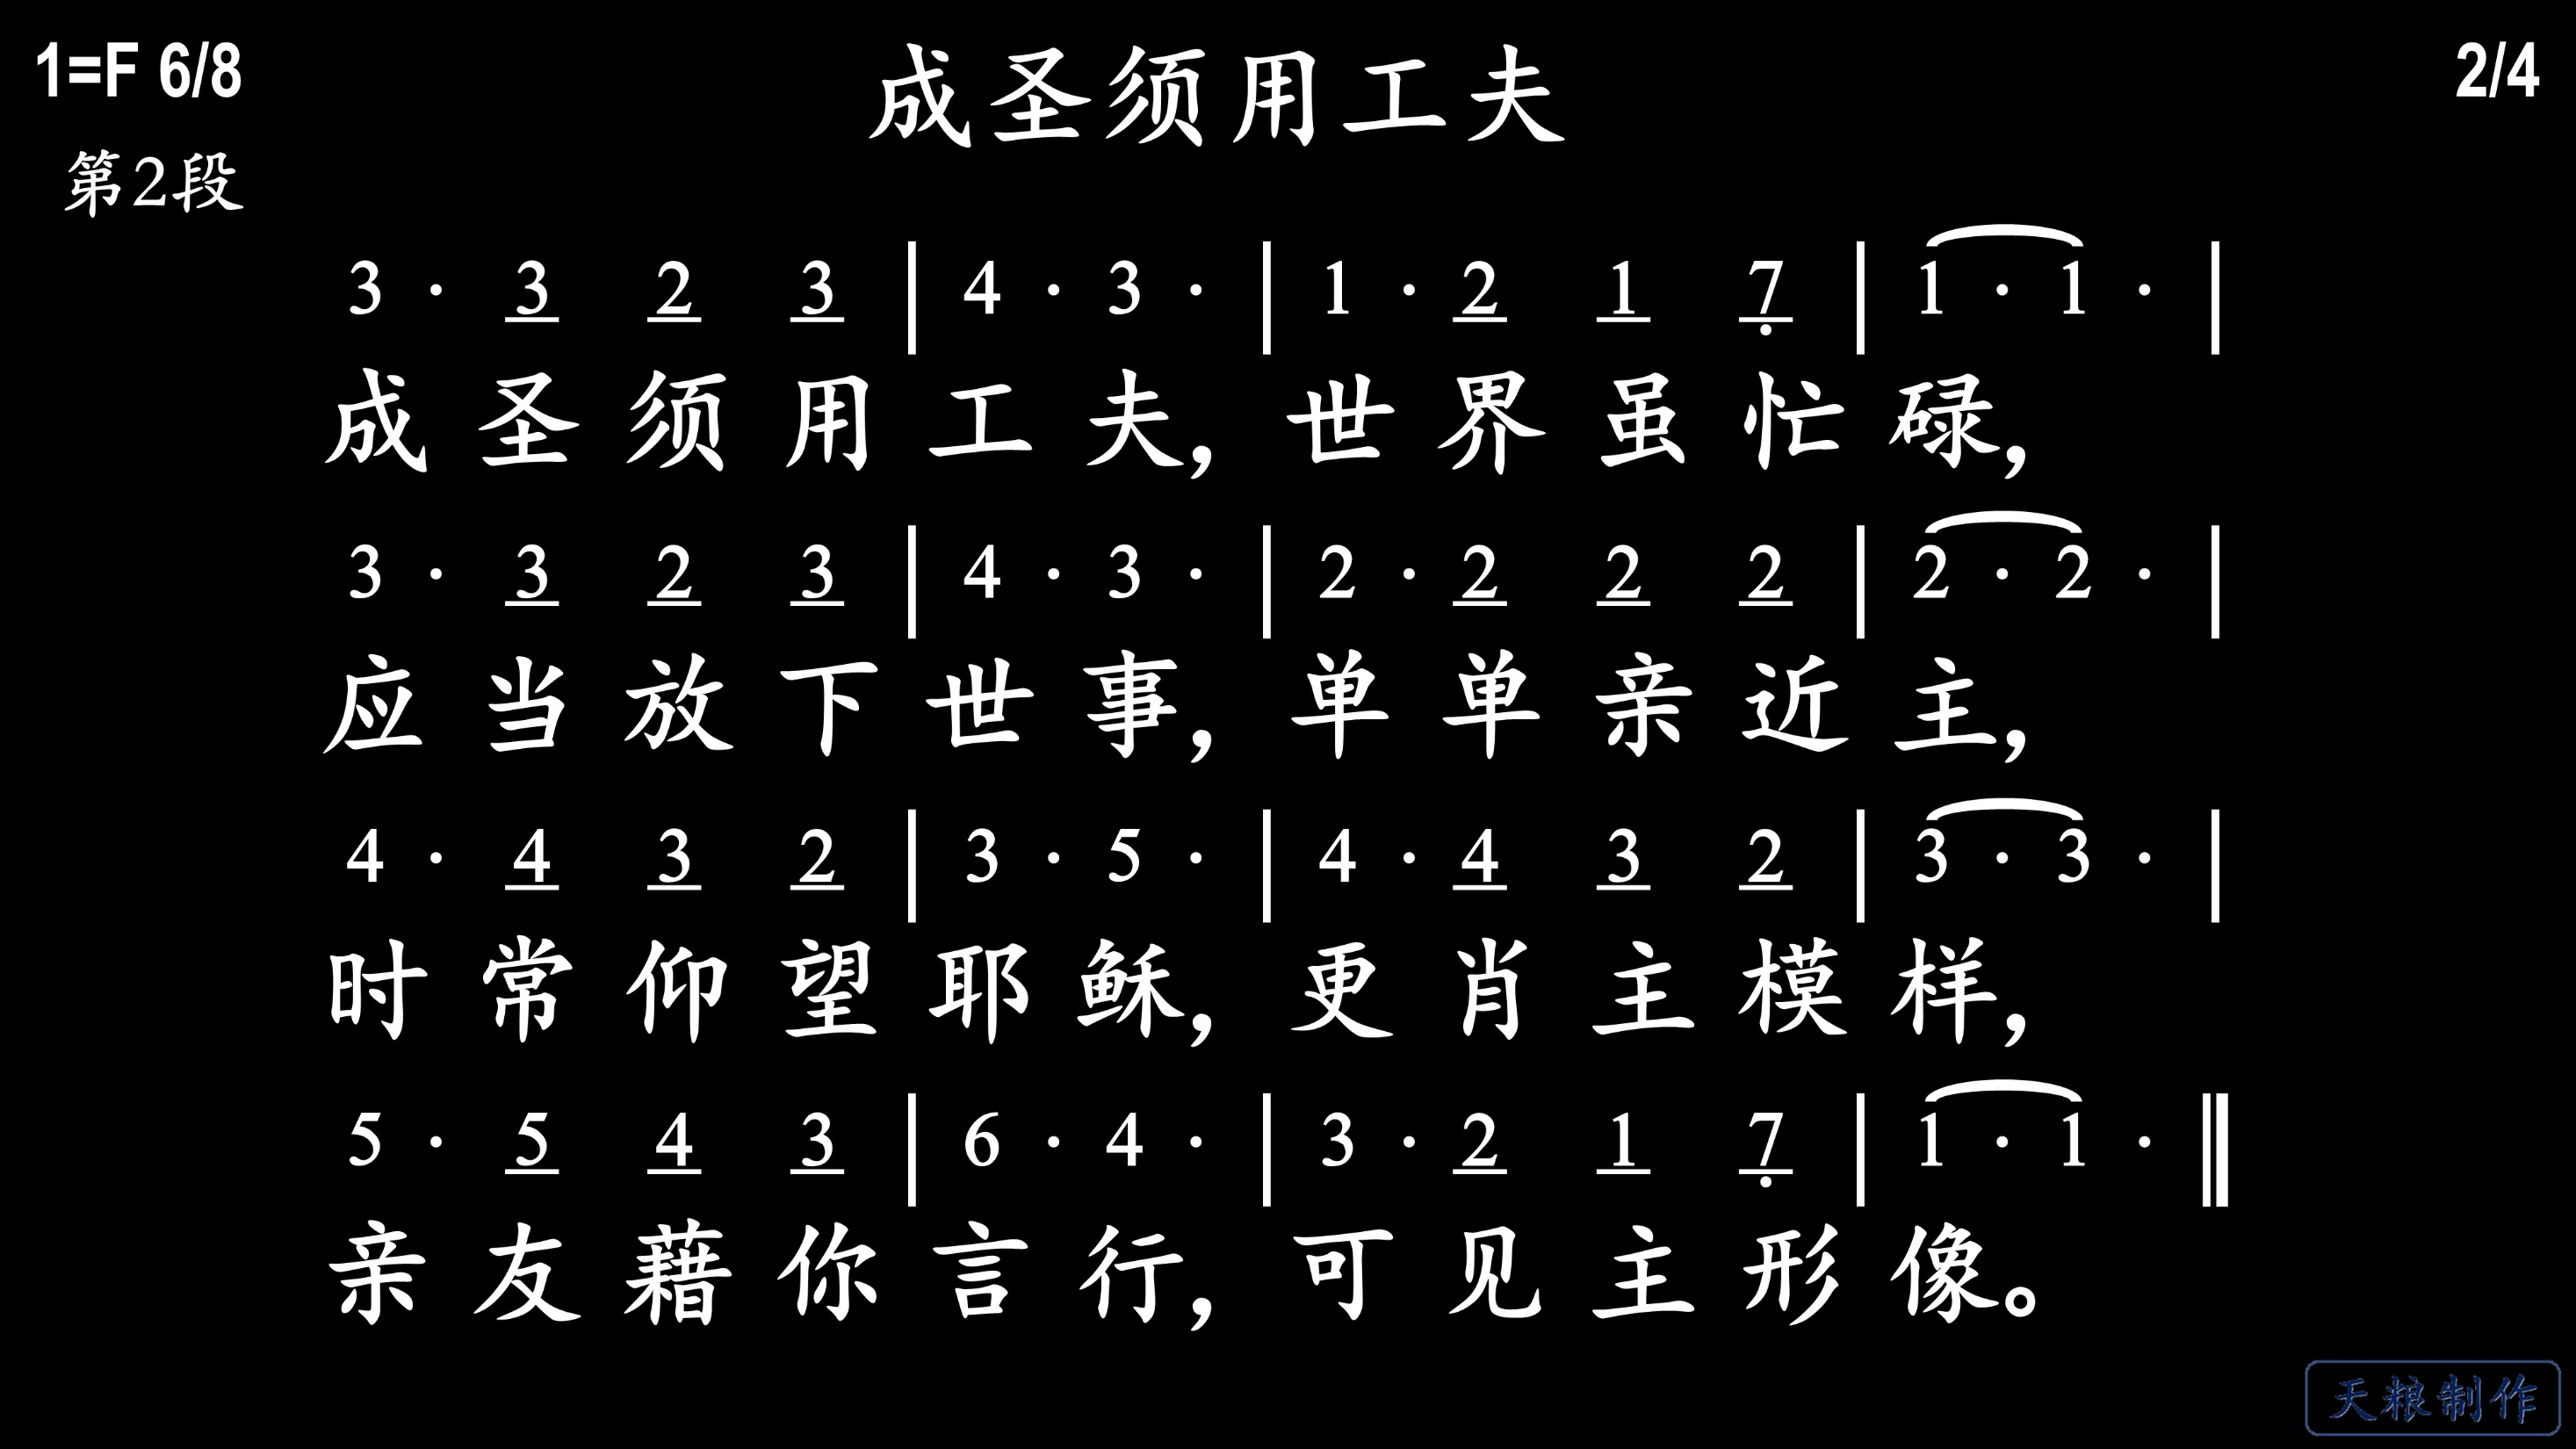 1=F 6/8
成圣须用工夫
2/4
第2段
3 · 3 2 3 | 4 · 3 · | 1 · 2 1 7 | 1 · 1 · |
成圣须用工夫,世界虽忙碌,
3 · 3 2 3 | 4 · 3 · | 2 · 2 2 2 | 2 · 2 · |
应当放下世事,单单亲近主,
4 · 4 3 2 | 3 · 5 · | 4 · 4 3 2 | 3 · 3 · |
时常仰望耶稣,更肖主模样,
5 · 5 4 3 | 6 · 4 · | 3 · 2 1 7 | 1 · 1 · ‖
亲友藉你言行,可见主形像。
天粮制作